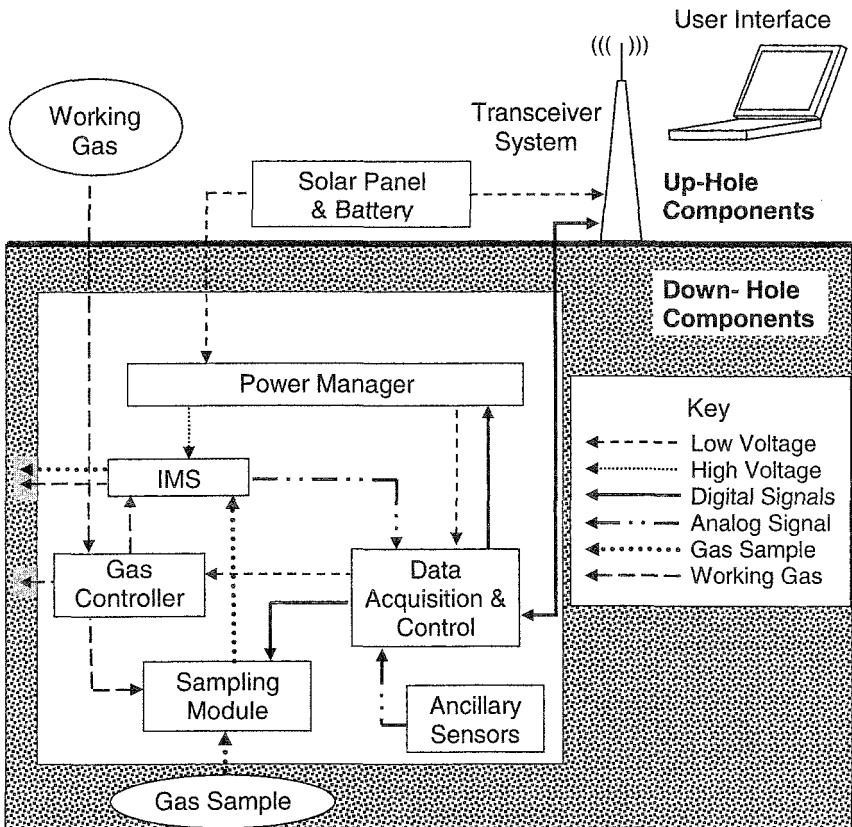 User Interface
((( )))
Working
Gas
Transceiver
System
Solar Panel
& Battery
Up-Hole
Components
Down- Hole
Components
Power Manager
Key
Low Voltage
High Voltage
Digital Signals
Analog Signal
Gas Sample
Working Gas
IMS
Gas
Controller
Data
Acquisition &
Control
Sampling
Module
Ancillary
Sensors
Gas Sample